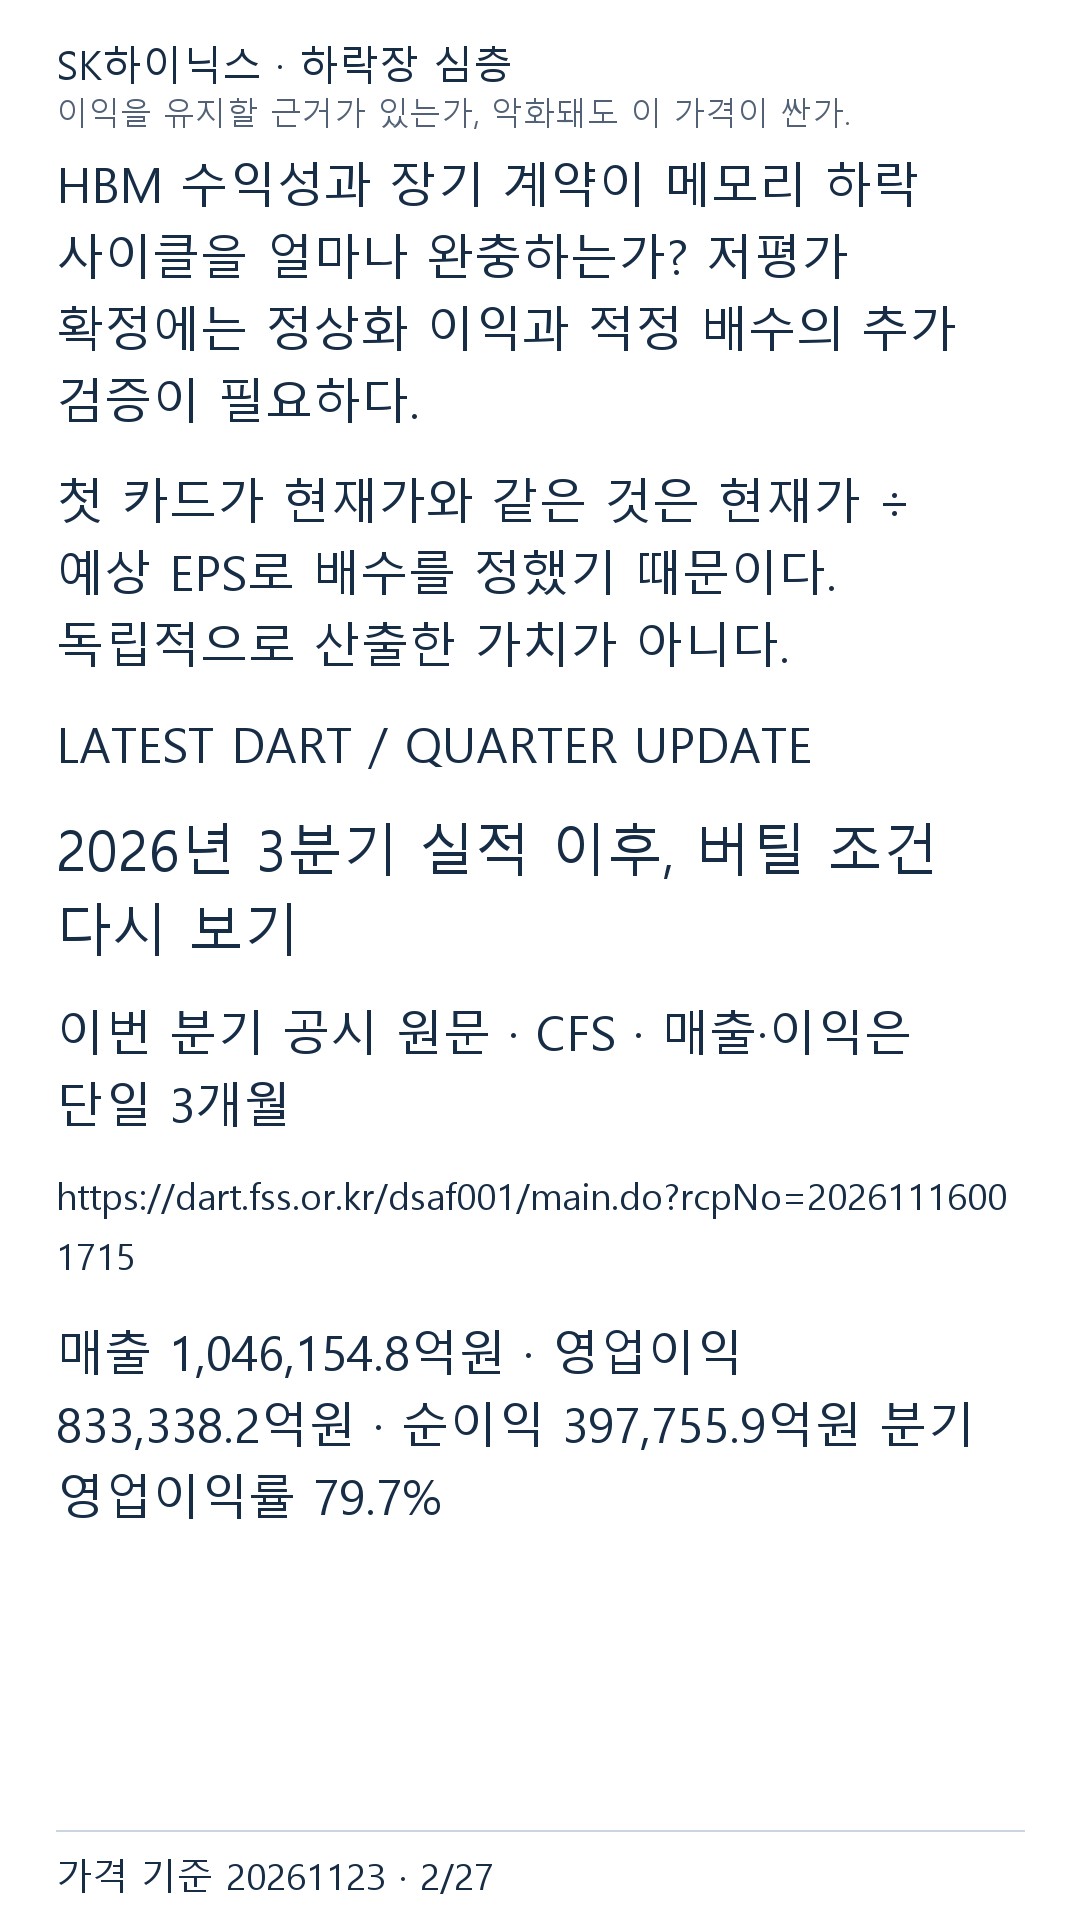 SK하이닉스 · 하락장 심층
이익을 유지할 근거가 있는가, 악화돼도 이 가격이 싼가.
HBM 수익성과 장기 계약이 메모리 하락
사이클을 얼마나 완충하는가? 저평가
확정에는 정상화 이익과 적정 배수의 추가
검증이 필요하다.
첫 카드가 현재가와 같은 것은 현재가 ÷
예상 EPS로 배수를 정했기 때문이다.
독립적으로 산출한 가치가 아니다.
LATEST DART / QUARTER UPDATE
2026년 3분기 실적 이후, 버틸 조건
다시 보기
이번 분기 공시 원문 · CFS · 매출·이익은
단일 3개월
https://dart.fss.or.kr/dsaf001/main.do?rcpNo=2026111600
1715
매출 1,046,154.8억원 · 영업이익
833,338.2억원 · 순이익 397,755.9억원 분기
영업이익률 79.7%
가격 기준 20261123 · 2/27